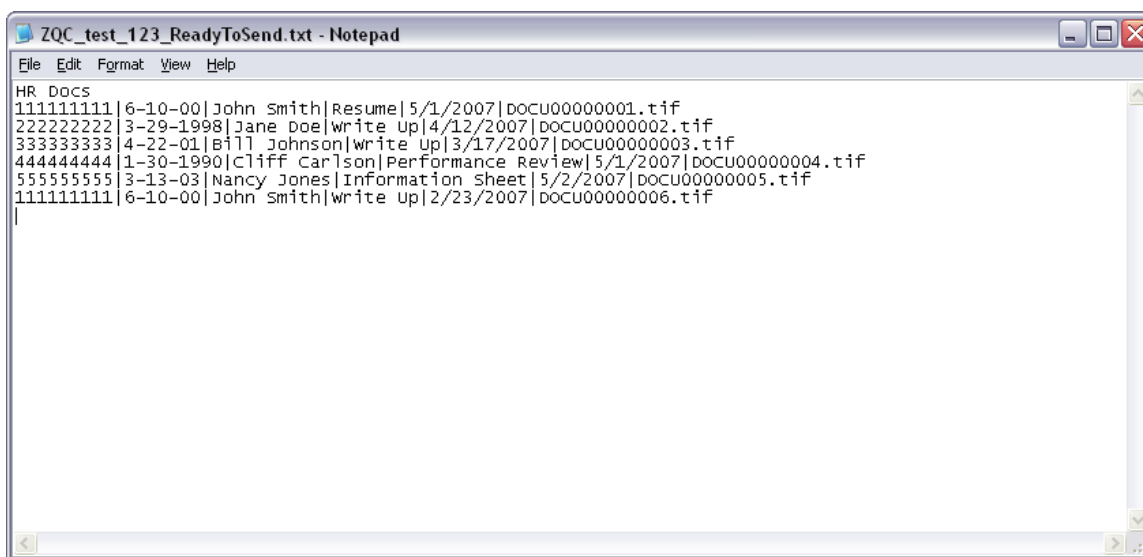 ZQC_test_123_ReadyToSend.txt - Notepad
File Edit Format View Help
HR Docs
111111111|6-10-00|John Smith|Resume|5/1/2007|DOCU00000001.tif
222222222|3-29-1998|Jane Doe|Write Up|4/12/2007|DOCU00000002.tif
333333333|4-22-01|Bill Johnson|Write Up|3/17/2007|DOCU00000003.tif
444444444|1-30-1990|Cliff Carlson|Performance Review|5/1/2007|DOCU00000004.tif
555555555|3-13-03|Nancy Jones|Information Sheet|5/2/2007|DOCU00000005.tif
111111111|6-10-00|John Smith|Write Up|2/23/2007|DOCU00000006.tif